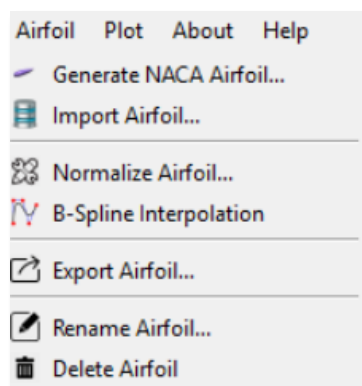 Airfoil Plot About Help
Generate NACA Airfoil...
Import Airfoil...
Normalize Airfoil...
B-Spline Interpolation
Export Airfoil...
Rename Airfoil...
Delete Airfoil